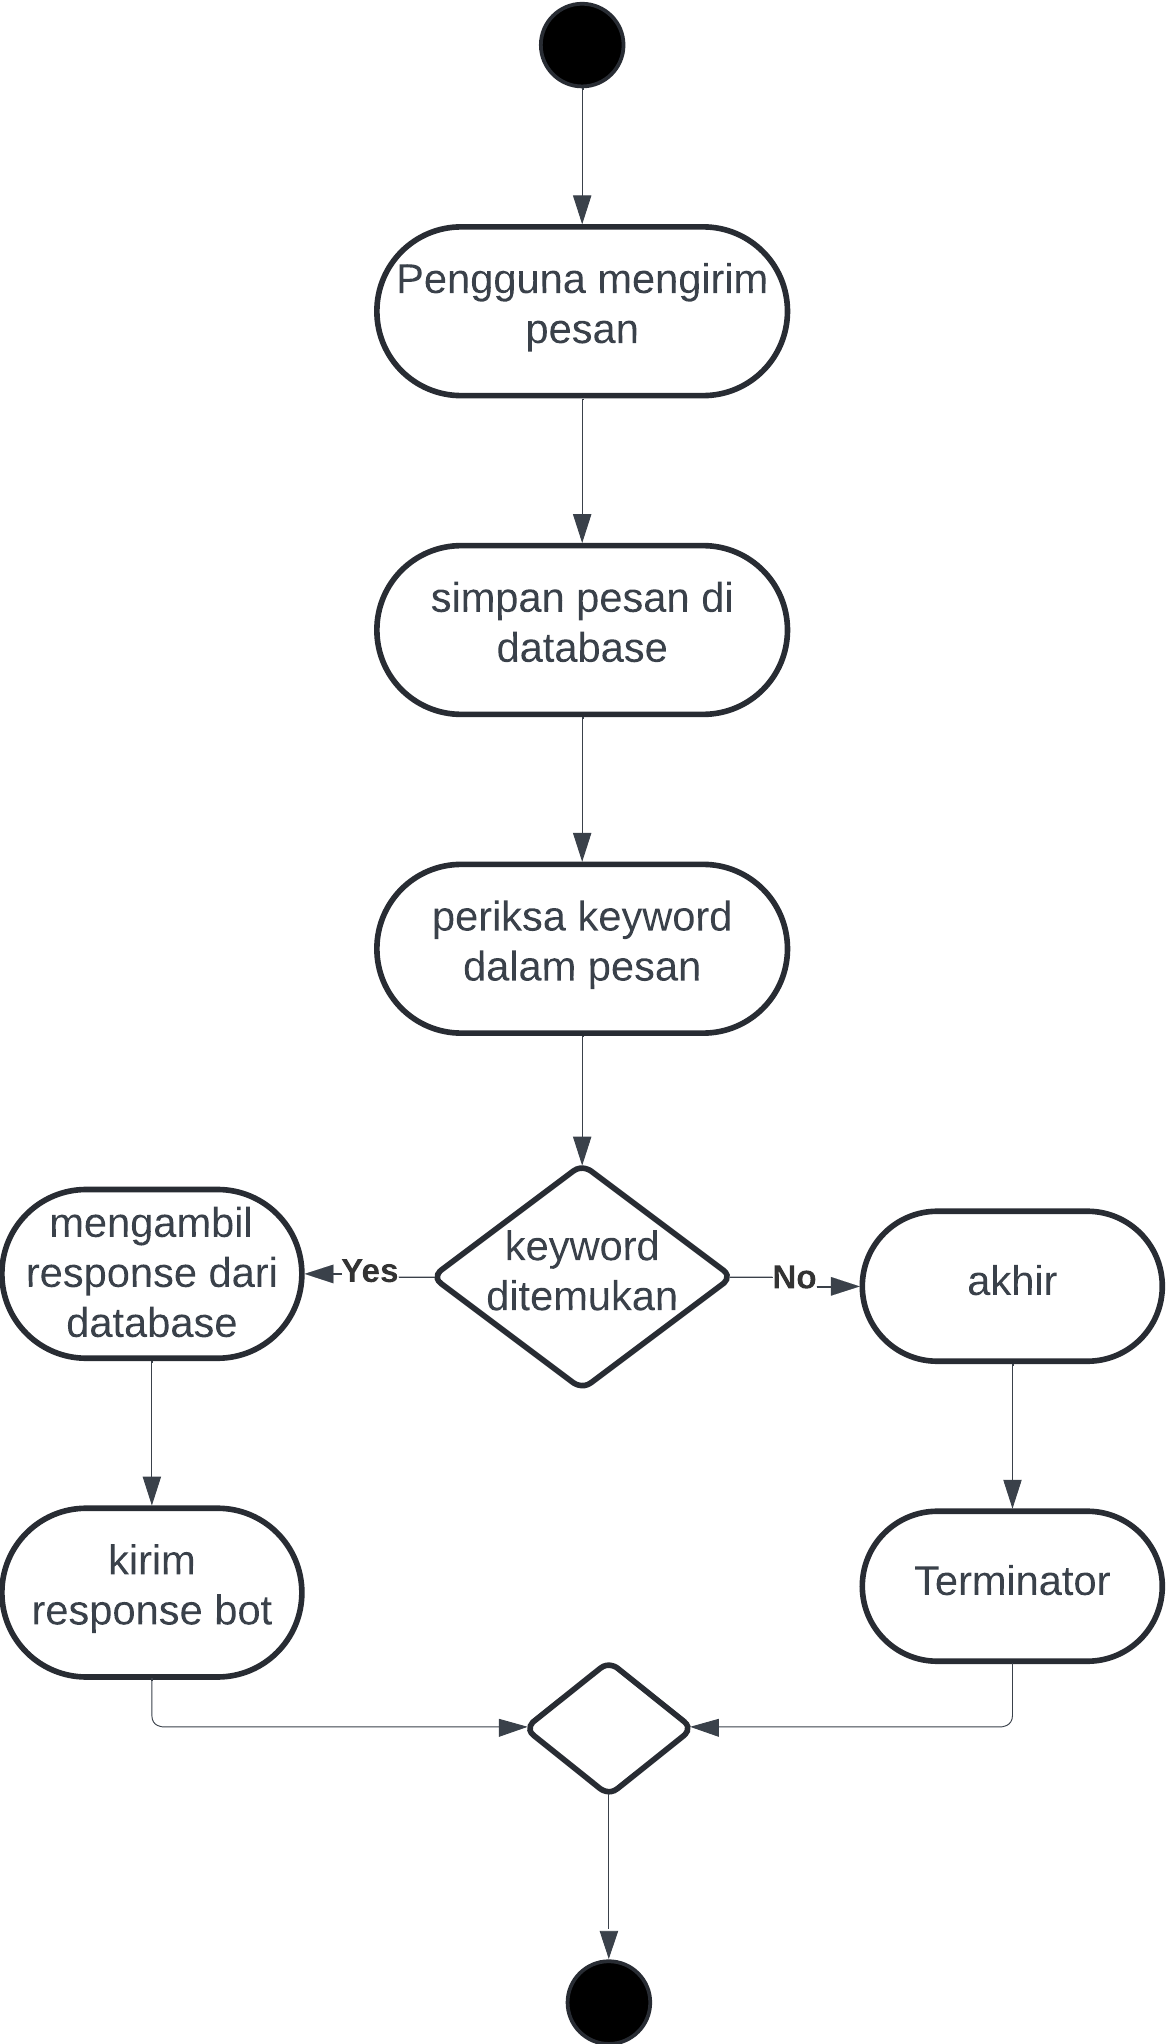 Pengguna mengirim
pesan
simpan pesan di
database
periksa keyword
dalam pesan
keyword
ditemukan
Yes
No
mengambil
response dari
database
akhir
kirim
response bot
Terminator